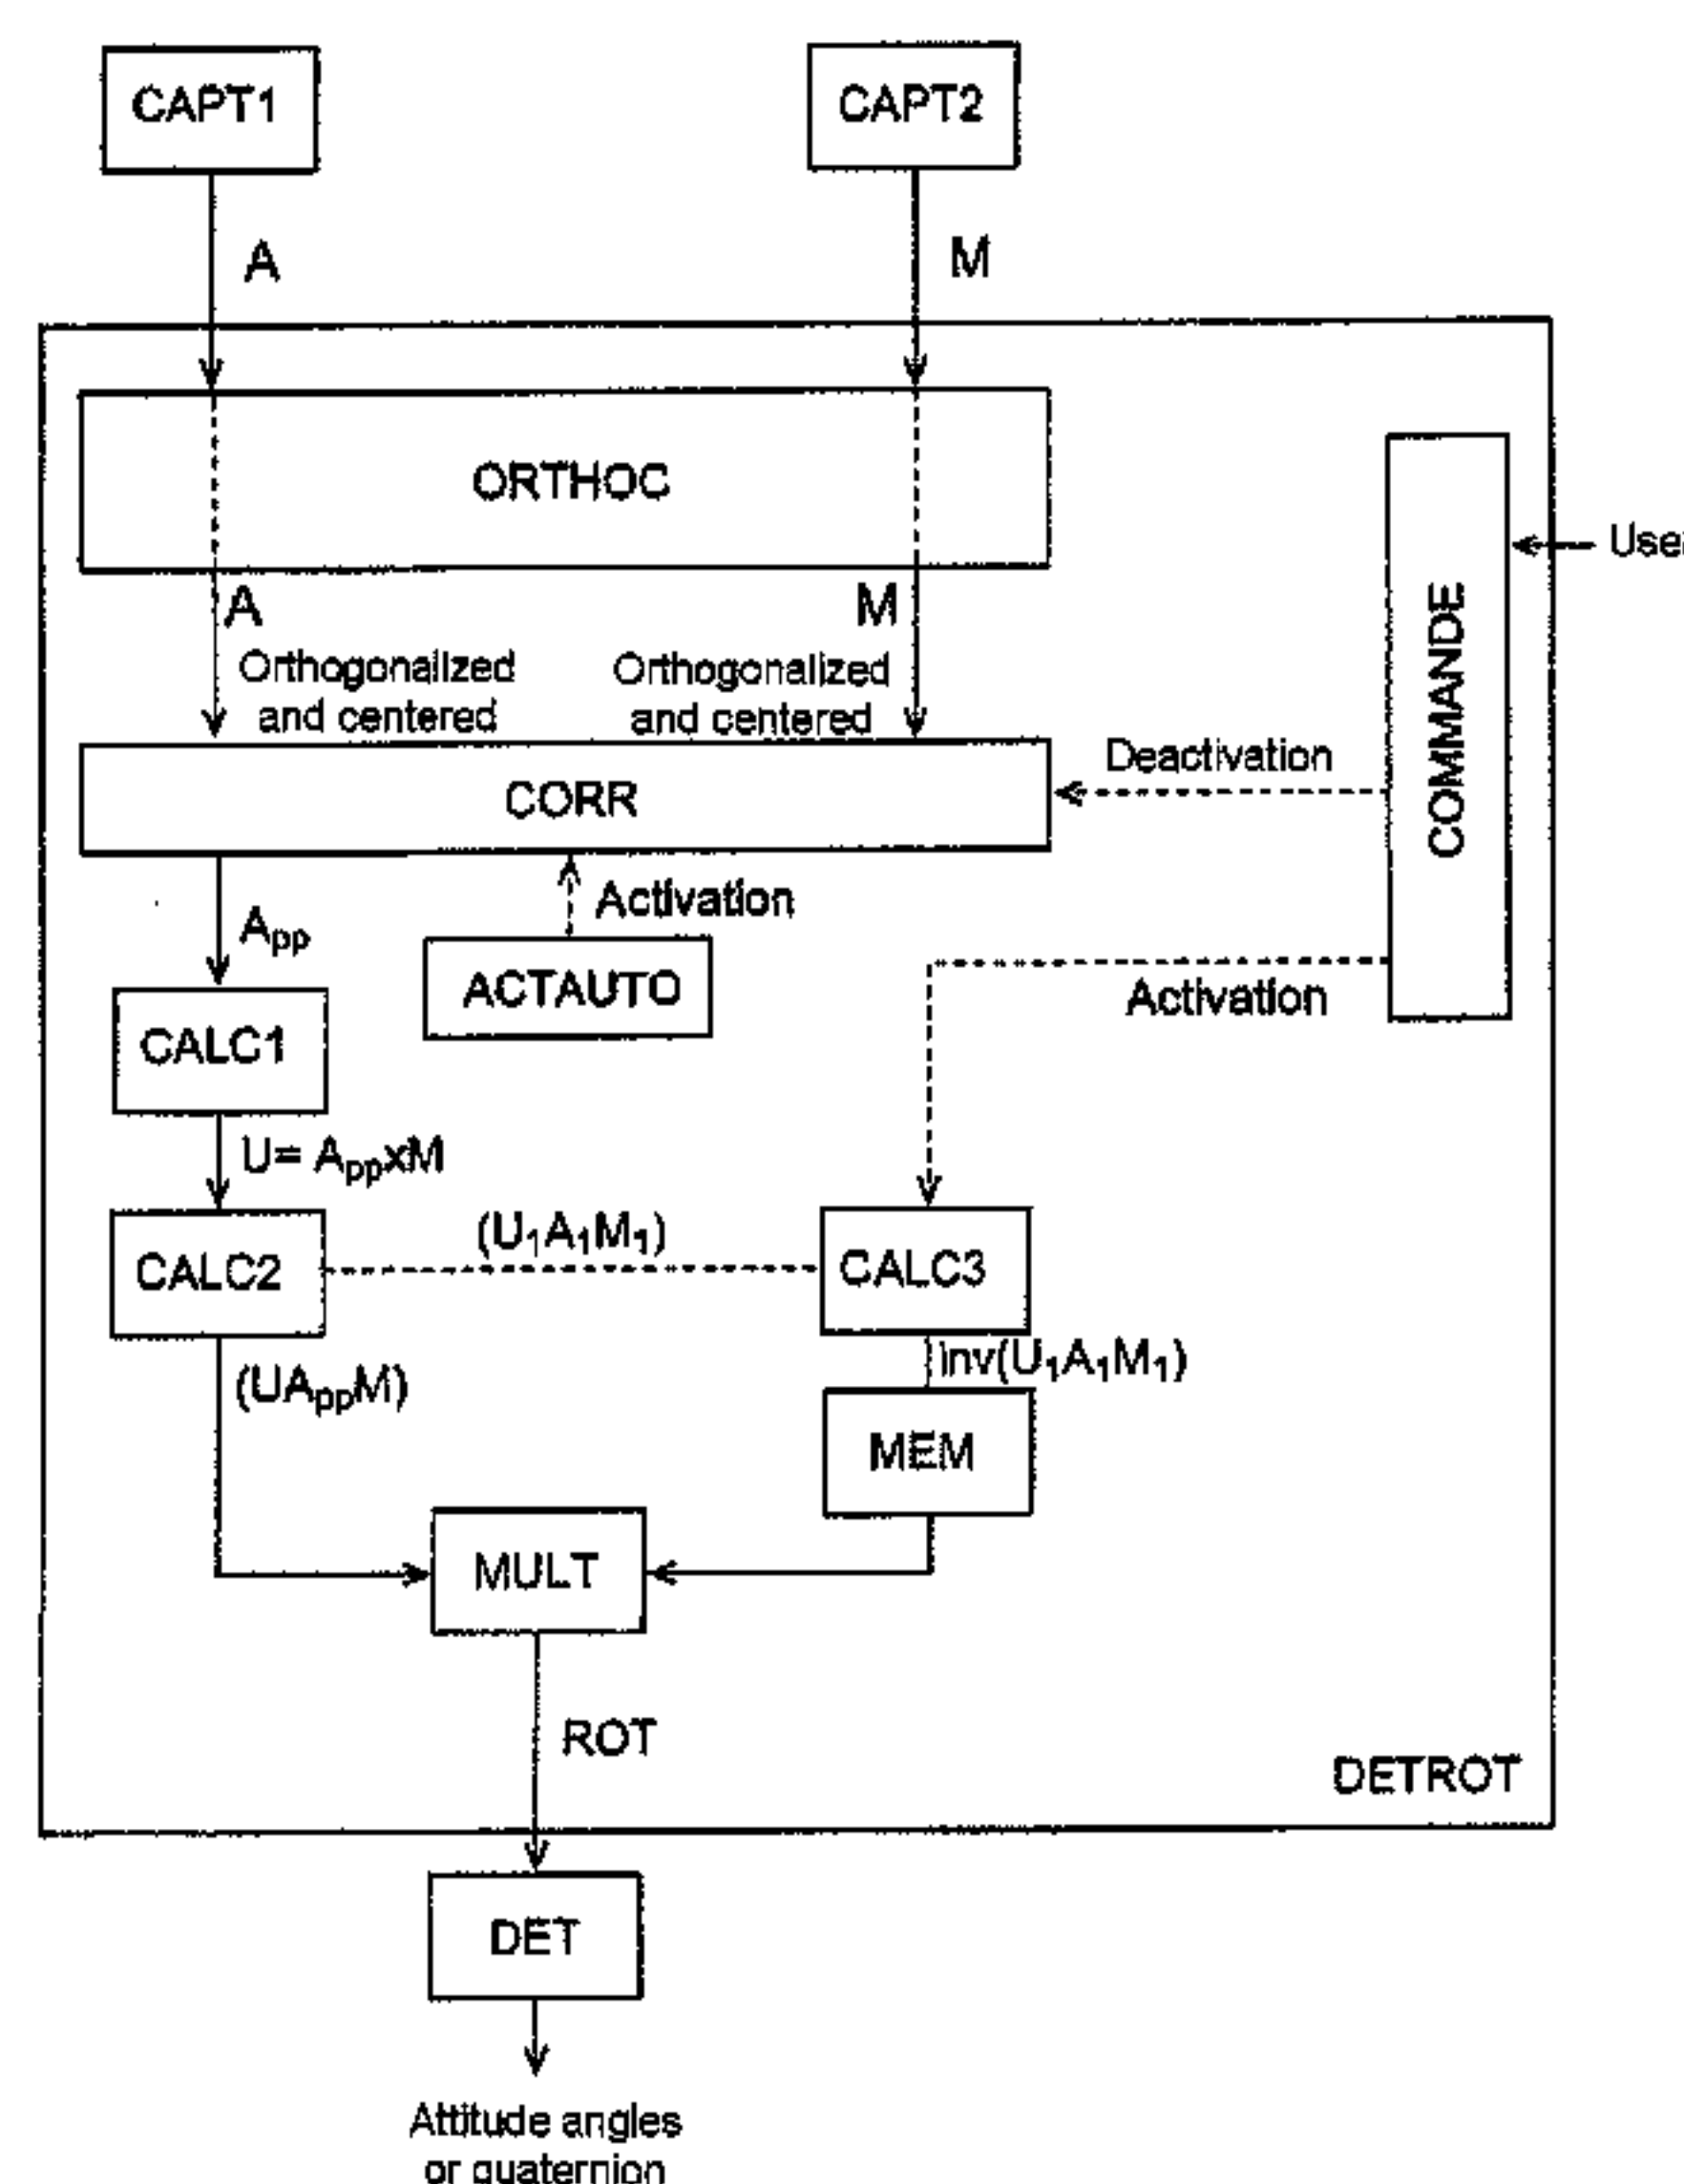 CAPT1
CAPT2
A
M
ORTHOC
A
M
Orthogonalized
and centered
Orthogonalized
and centered
COMMANDE
Deactivation
CORR
Activation
App
ACTAUTO
Activation
CALC1
U= AppxM
(U1A1M1)
CALC2
CALC3
inv(U1A1M1)
(UAppM)
MEM
MULT
ROT
DETROT
DET
Attitude angles
or quaternion